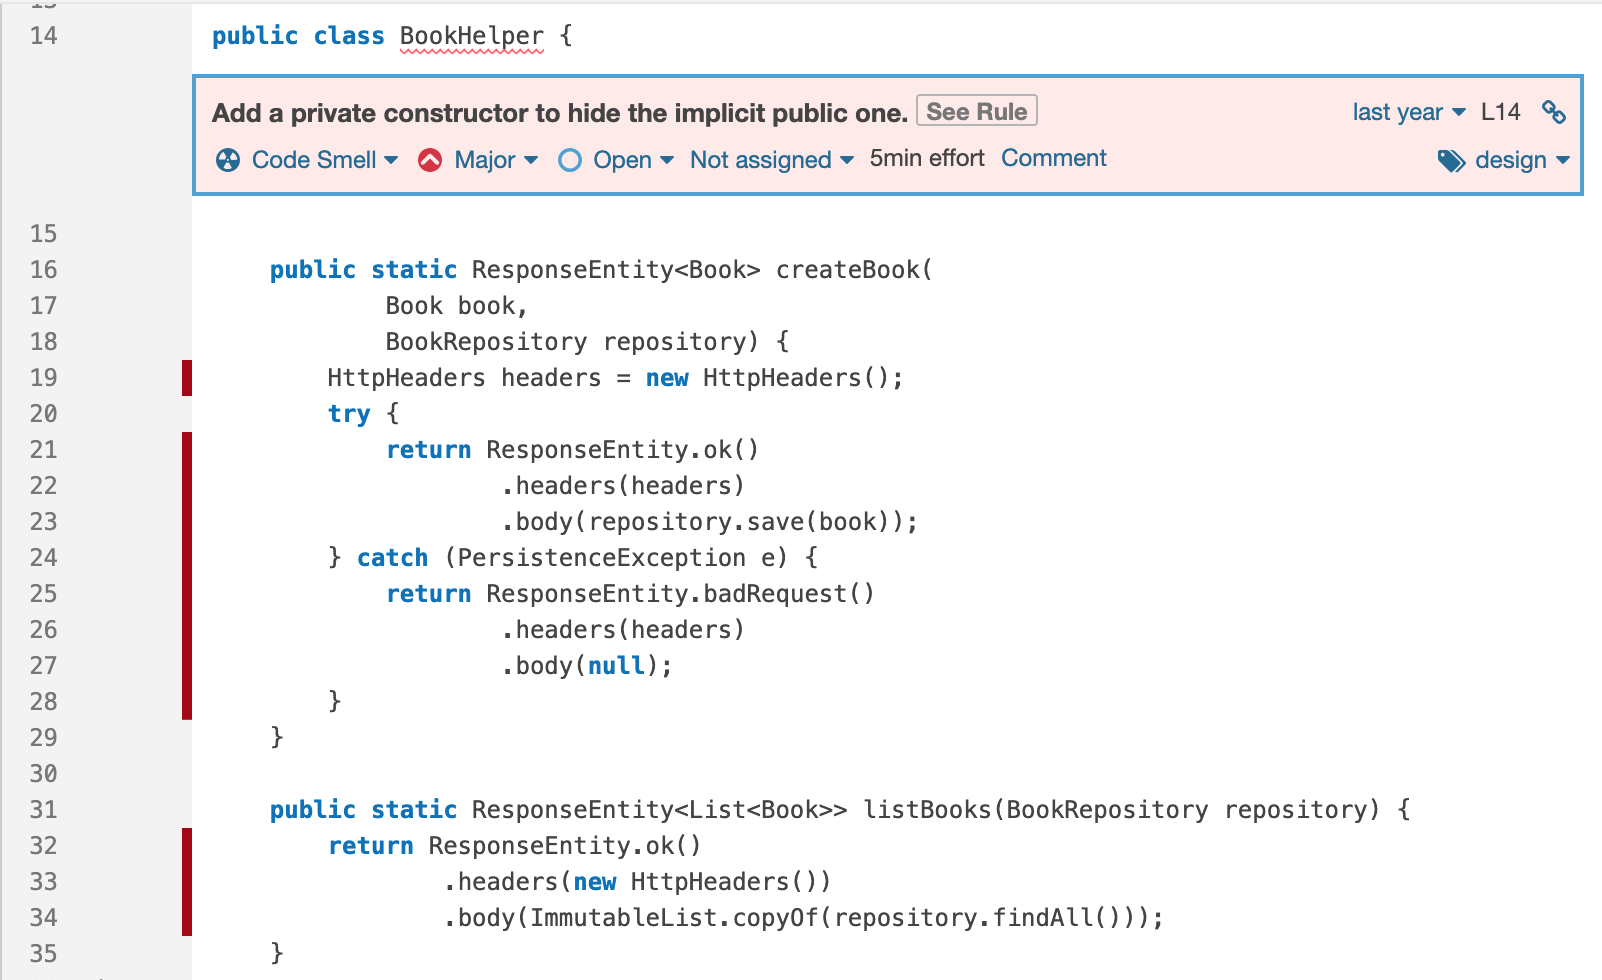 14 public class BookHelper {
Add a private constructor to hide the implicit public one. See Rule last year L14
Code Smell Major Open Not assigned 5min effort Comment design
15
16 public static ResponseEntity<Book> createBook(
17 Book book,
18 BookRepository repository) {
19 HttpHeaders headers = new HttpHeaders();
20 try {
21 return ResponseEntity.ok()
22 .headers(headers)
23 .body(repository.save(book));
24 } catch (PersistenceException e) {
25 return ResponseEntity.badRequest()
26 .headers(headers)
27 .body(null);
28 }
29 }
30
31 public static ResponseEntity<List<Book>> listBooks(BookRepository repository) {
32 return ResponseEntity.ok()
33 .headers(new HttpHeaders())
34 .body(ImmutableList.copyOf(repository.findAll()));
35 }